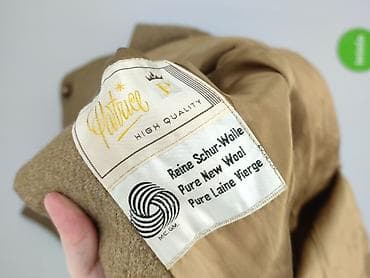 Patrice
HIGH QUALITY
Reine Schur-Wolle
Pure New Wool
Pure Laine Vierge